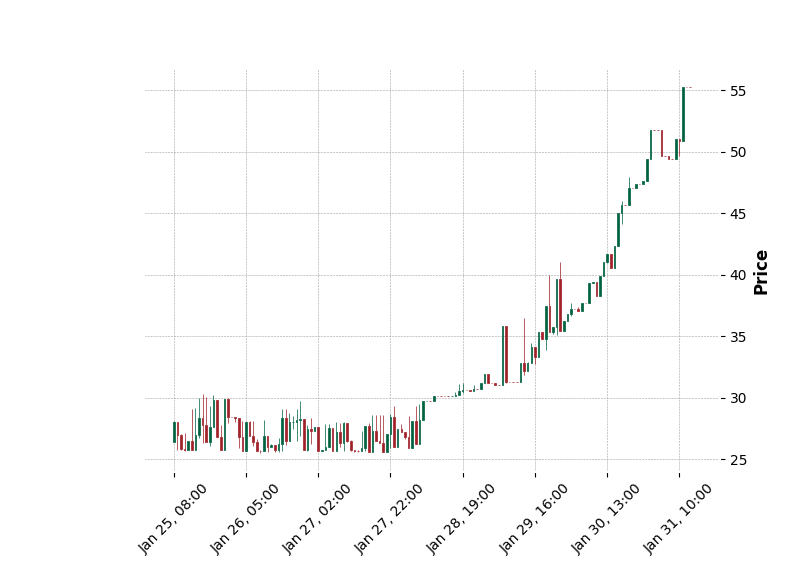 55
50
45
40
35
30
25
Price
Jan 25, 08:00
Jan 26, 05:00
Jan 27, 02:00
Jan 27, 22:00
Jan 28, 19:00
Jan 29, 16:00
Jan 30, 13:00
Jan 31, 10:00